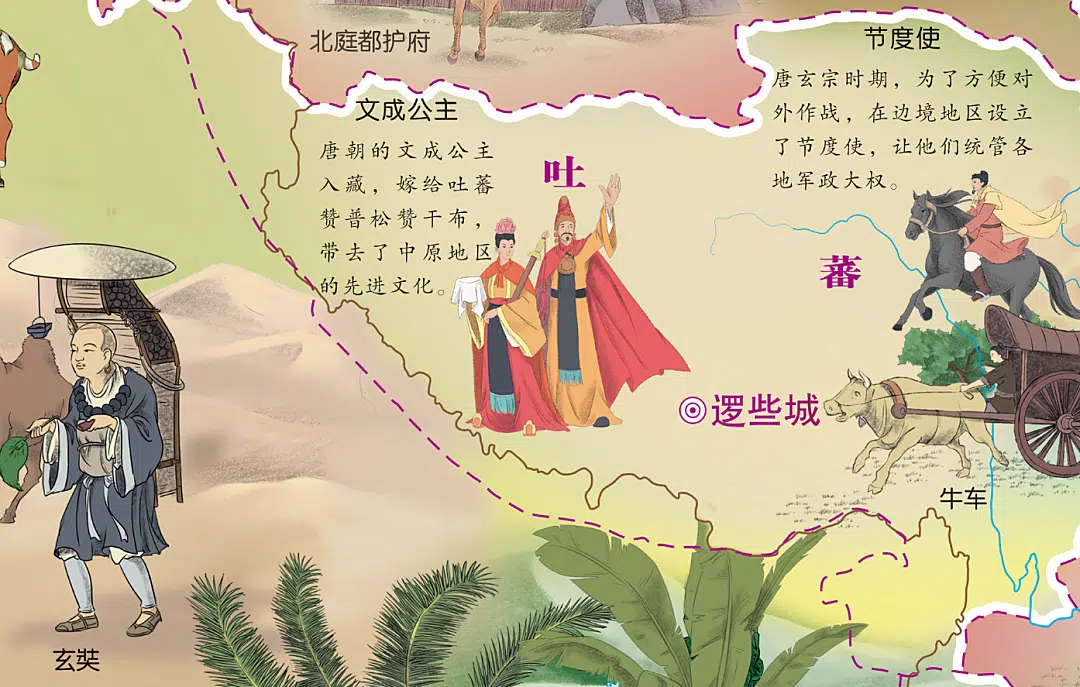 北庭都护府
节度使
唐玄宗时期，为了方便对
外作战，在边境地区设立
了节度使，让他们统管各
地军政大权。
文成公主
唐朝的文成公主
入藏，嫁给吐蕃
赞普松赞干布，
带去了中原地区
的先进文化。
吐
蕃
逻些城
牛车
玄奘